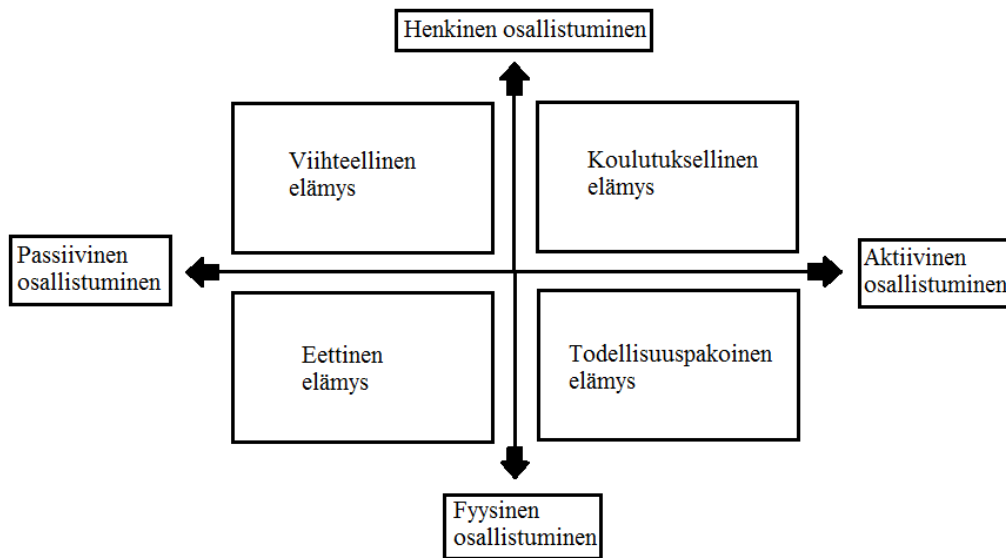 Henkinen osallistuminen
Viihteellinen
elämys
Koulutuksellinen
elämys
Passiivinen
osallistuminen
Aktiivinen
osallistuminen
Eettinen
elämys
Todellisuuspakoinen
elämys
Fyysinen
osallistuminen